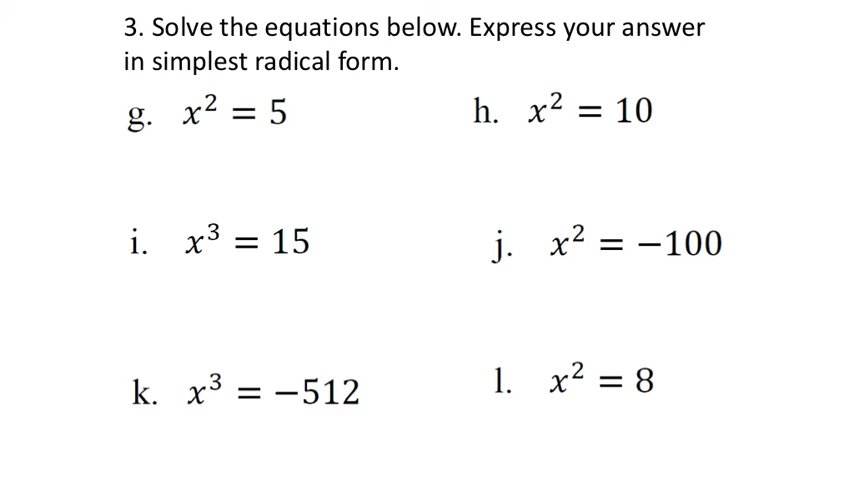 3. Solve the equations below. Express your answer
in simplest radical form.
g. x² = 5
h. x² = 10
i. x³ = 15
j. x² = −100
k. x³ = −512
l. x² = 8